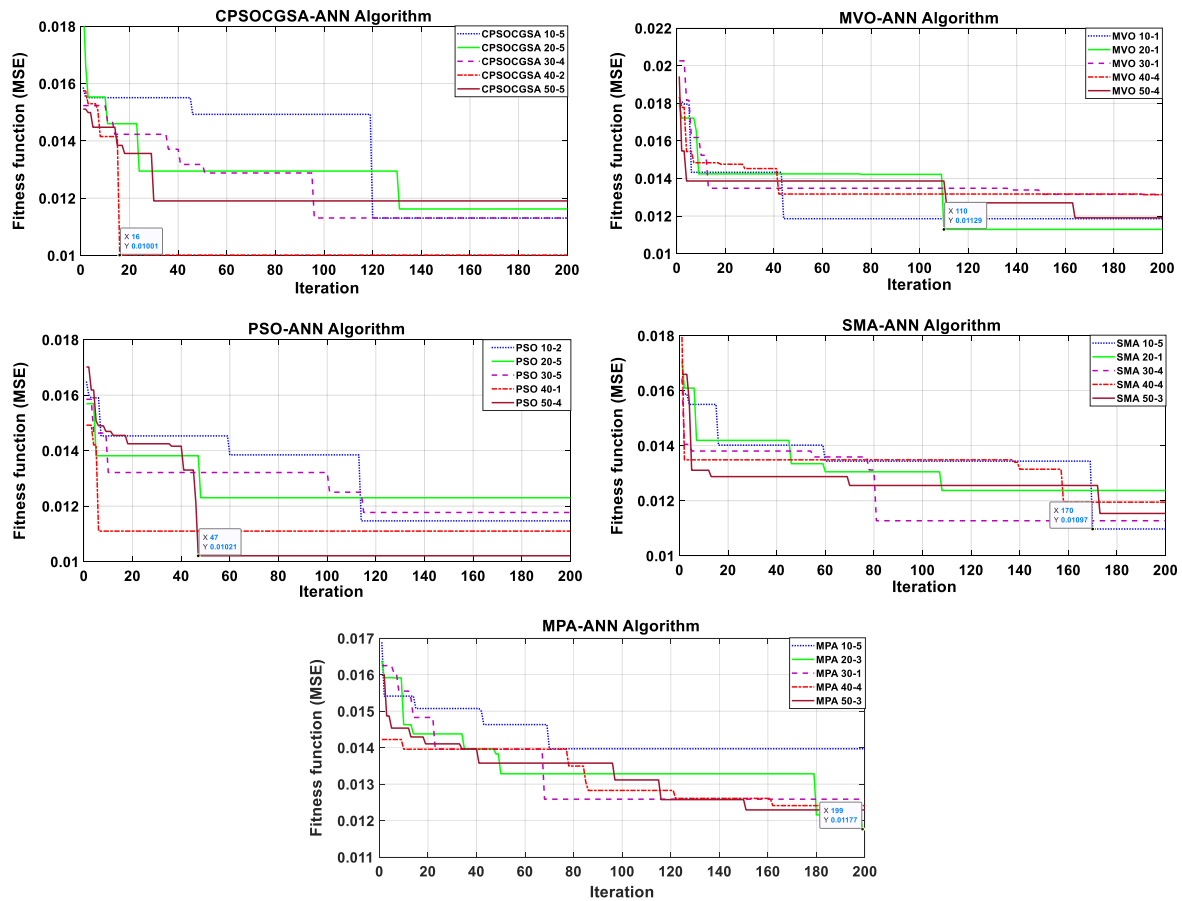 CPSOCGSA-ANN Algorithm
Fitness function (MSE)
0.018
0.016
0.014
0.012
0.01
CPSOCGSA 10-5
CPSOCGSA 20-5
CPSOCGSA 30-4
CPSOCGSA 40-2
CPSOCGSA 50-5
X 16
Y 0.01001
0 20 40 60 80 100 120 140 160 180 200
Iteration
MVO-ANN Algorithm
Fitness function (MSE)
0.022
0.02
0.018
0.016
0.014
0.012
0.01
MVO 10-1
MVO 20-1
MVO 30-1
MVO 40-4
MVO 50-4
X 110
Y 0.01129
0 20 40 60 80 100 120 140 160 180 200
Iteration
PSO-ANN Algorithm
Fitness function (MSE)
0.018
0.016
0.014
0.012
0.01
PSO 10-2
PSO 20-5
PSO 30-5
PSO 40-1
PSO 50-4
X 47
Y 0.01021
0 20 40 60 80 100 120 140 160 180 200
Iteration
SMA-ANN Algorithm
Fitness function (MSE)
0.018
0.016
0.014
0.012
0.01
SMA 10-5
SMA 20-1
SMA 30-4
SMA 40-4
SMA 50-3
X 170
Y 0.01097
0 20 40 60 80 100 120 140 160 180 200
Iteration
MPA-ANN Algorithm
Fitness function (MSE)
0.017
0.016
0.015
0.014
0.013
0.012
0.011
MPA 10-5
MPA 20-3
MPA 30-1
MPA 40-4
MPA 50-3
X 199
Y 0.01177
0 20 40 60 80 100 120 140 160 180 200
Iteration